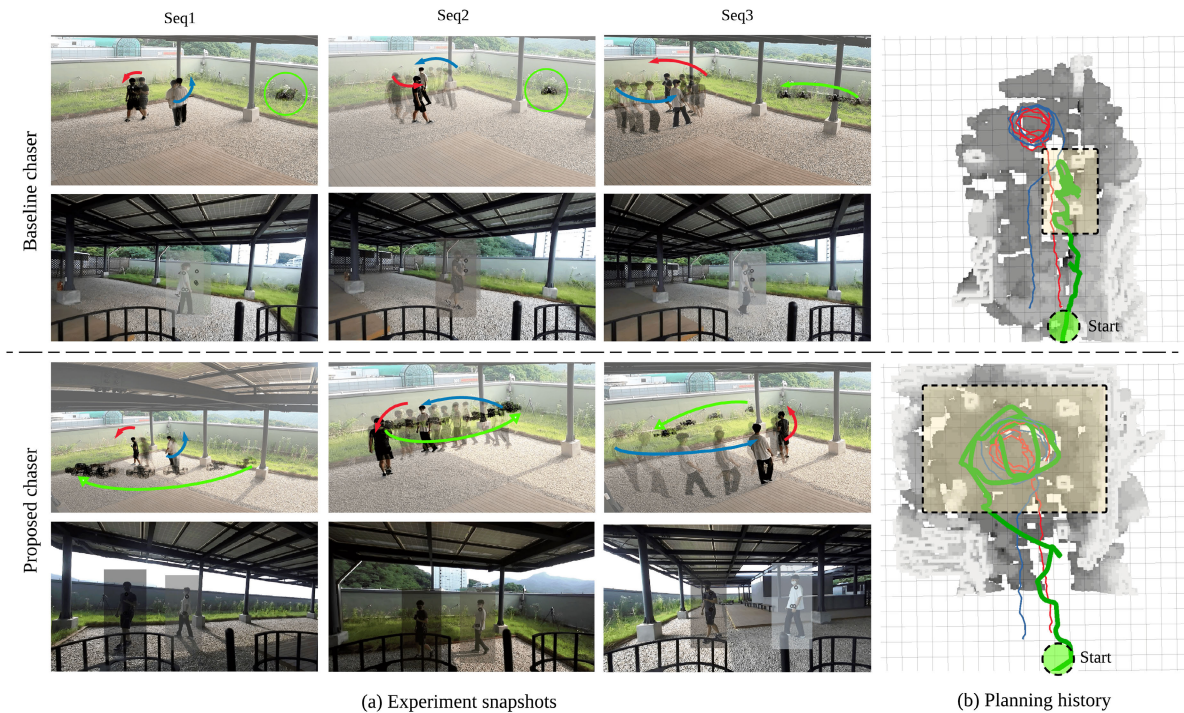 Seq1
Seq2
Seq3
Baseline chaser
Start
Proposed chaser
Start
(a) Experiment snapshots
(b) Planning history